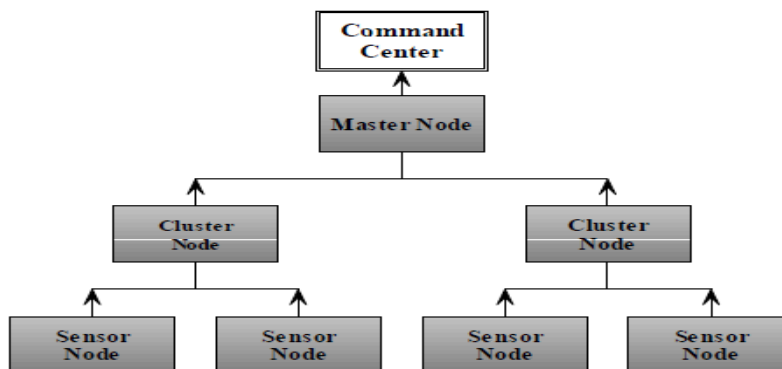 Command
Center
Master Node
Cluster
Node
Cluster
Node
Sensor
Node
Sensor
Node
Sensor
Node
Sensor
Node